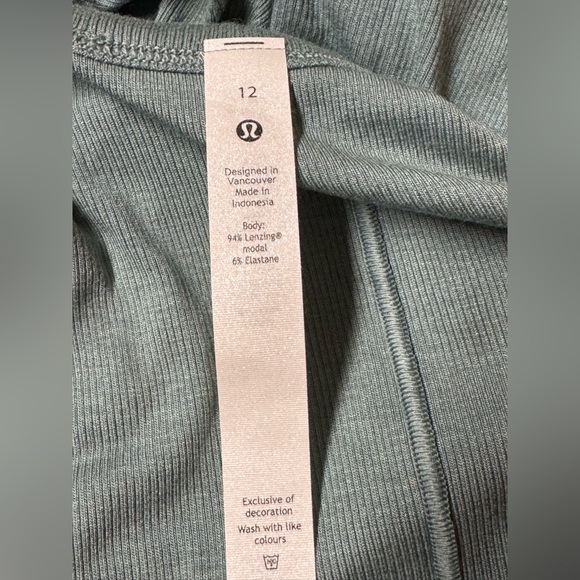 12
Designed in
Vancouver
Made in
Indonesia
Body:
94% Lenzing®
modal
6% Elastane
Exclusive of
decoration
Wash with like
colours